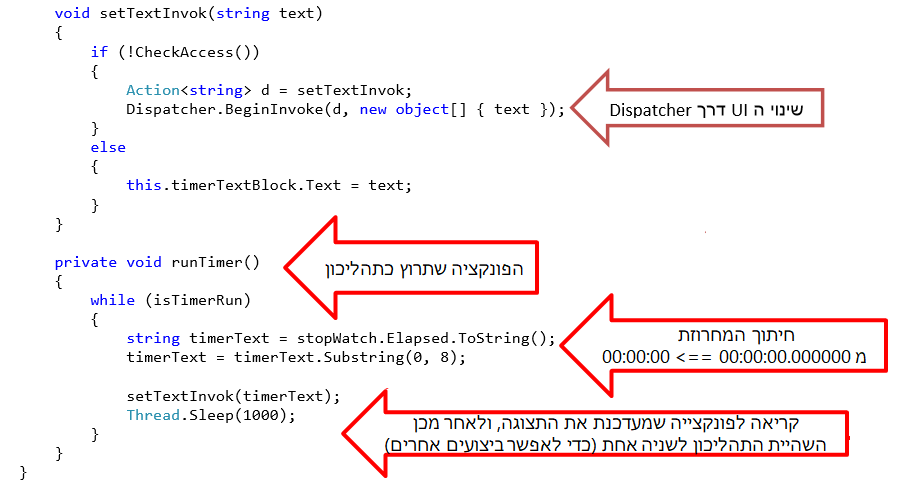 void setTextInvok(string text)
{
if (!CheckAccess())
{
Action<string> d = setTextInvok;
Dispatcher.BeginInvoke(d, new object[] { text });
שינוי ה UI דרך Dispatcher
}
else
{
this.timerTextBlock.Text = text;
}
}
private void runTimer()
הפונקציה שתרוץ כתהליכון
{
while (isTimerRun)
{
string timerText = stopWatch.Elapsed.ToString();
timerText = timerText.Substring(0, 8);
חיתוך המחרוזת
מ 00:00:00.000000 ==> 00:00:00
setTextInvok(timerText);
Thread.Sleep(1000);
קריאה לפונקצייה שמעדכנת את התצוגה, ולאחר מכן
השהיית התהליכון לשניה אחת (כדי לאפשר ביצועים אחרים)
}
}
}